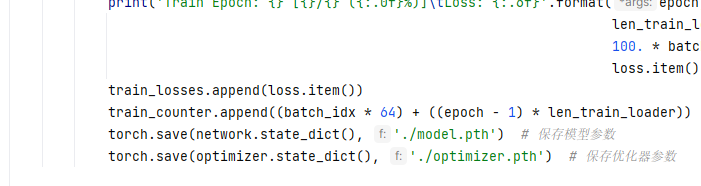 print('Train Epoch: {} [{}/{} ({:.0f}%)]\tLoss: {:.6f}'.format( *args: epoch
len_train_l
100. * batc
loss.item()
train_losses.append(loss.item())
train_counter.append((batch_idx * 64) + ((epoch - 1) * len_train_loader))
torch.save(network.state_dict(), f: './model.pth') # 保存模型参数
torch.save(optimizer.state_dict(), f: './optimizer.pth') # 保存优化器参数